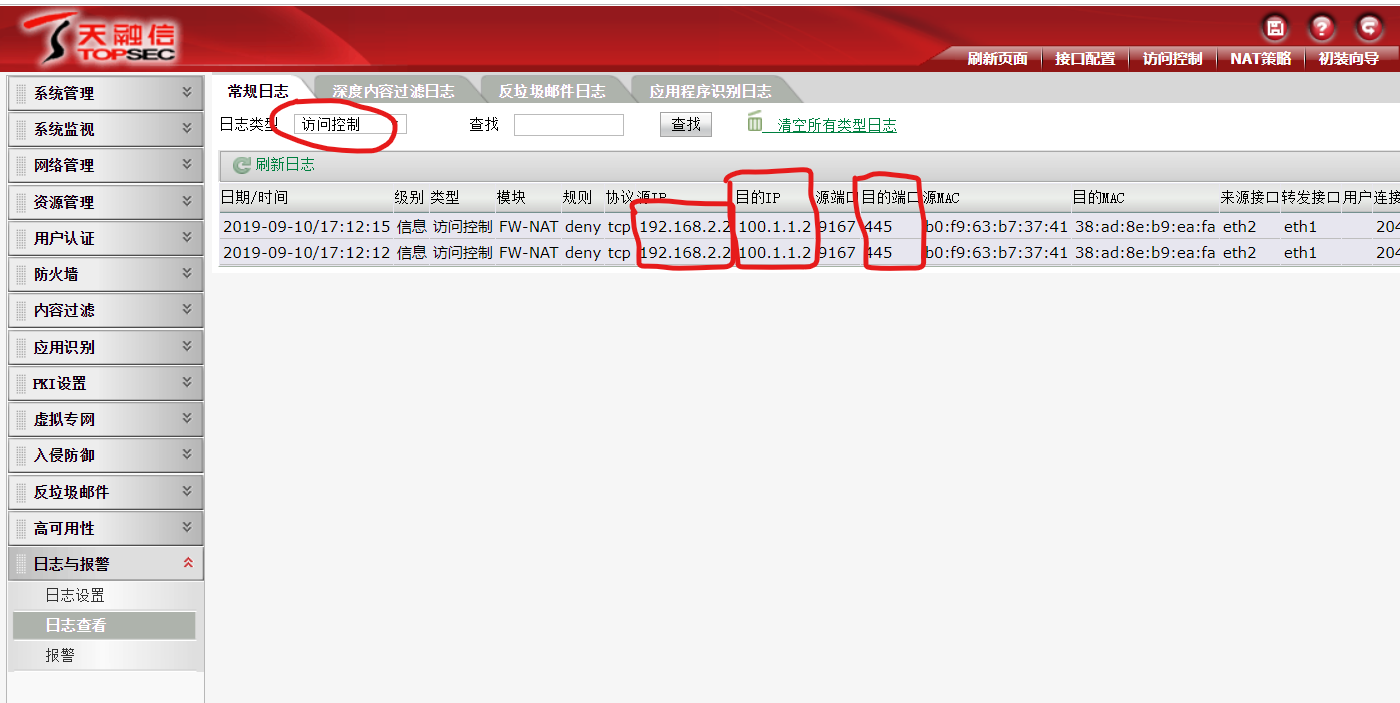 天融信
TOPSEC
刷新页面 接口配置 访问控制 NAT策略 初装向导
系统管理
系统监视
网络管理
资源管理
用户认证
防火墙
内容过滤
应用识别
PKI设置
虚拟专网
入侵防御
反垃圾邮件
高可用性
日志与报警
日志设置
日志查看
报警
常规日志 深度内容过滤日志 反垃圾邮件日志 应用程序识别日志
日志类型 访问控制 查找 查找 清空所有类型日志
刷新日志
日期/时间 级别 类型 模块 规则 协议 源IP 目的IP 源端口 目的端口 源MAC 目的MAC 来源接口 转发接口 用户 连接
2019-09-10/17:12:15 信息 访问控制 FW-NAT deny tcp 192.168.2.2 100.1.1.2 9167 445 b0:f9:63:b7:37:41 38:ad:8e:b9:ea:fa eth2 eth1
2019-09-10/17:12:12 信息 访问控制 FW-NAT deny tcp 192.168.2.2 100.1.1.2 9167 445 b0:f9:63:b7:37:41 38:ad:8e:b9:ea:fa eth2 eth1 204